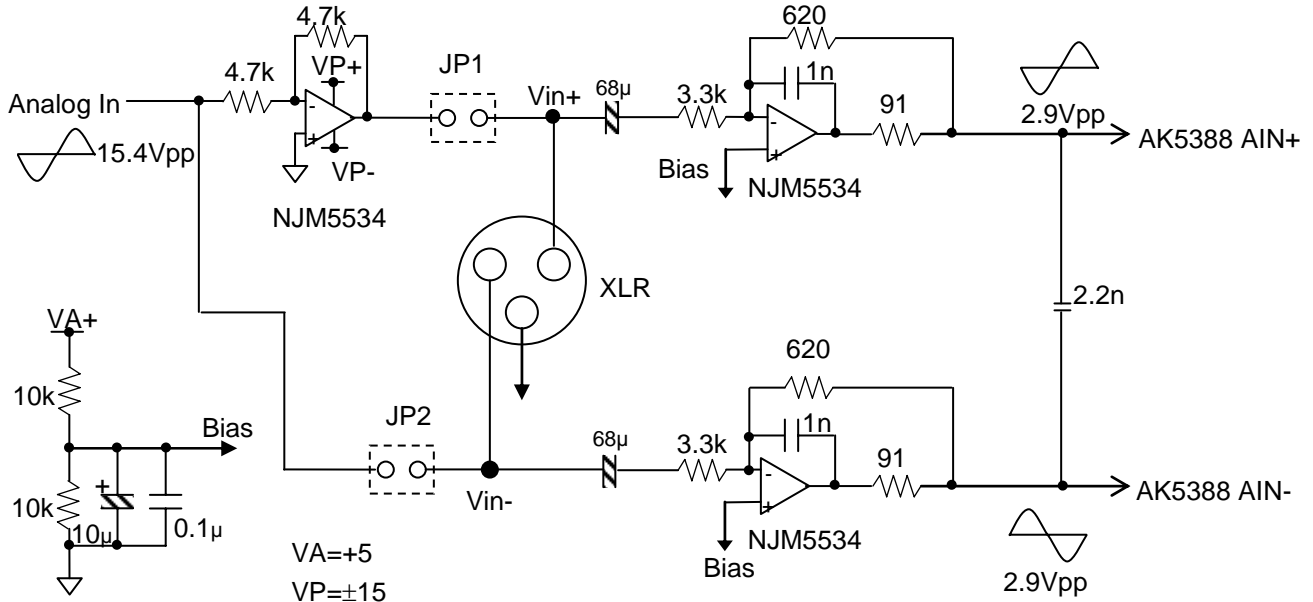 4.7k
620
VP+
JP1
1n
4.7k
68µ
3.3k
Vin+
91
2.9Vpp
Analog In
AK5388 AIN+
15.4Vpp
Bias
VP-
NJM5534
NJM5534
XLR
2.2n
VA+
620
10k
JP2
1n
Bias
68µ
3.3k
91
AK5388 AIN-
10k
+
10µ
0.1µ
Vin-
NJM5534
VA=+5
Bias
2.9Vpp
VP=±15